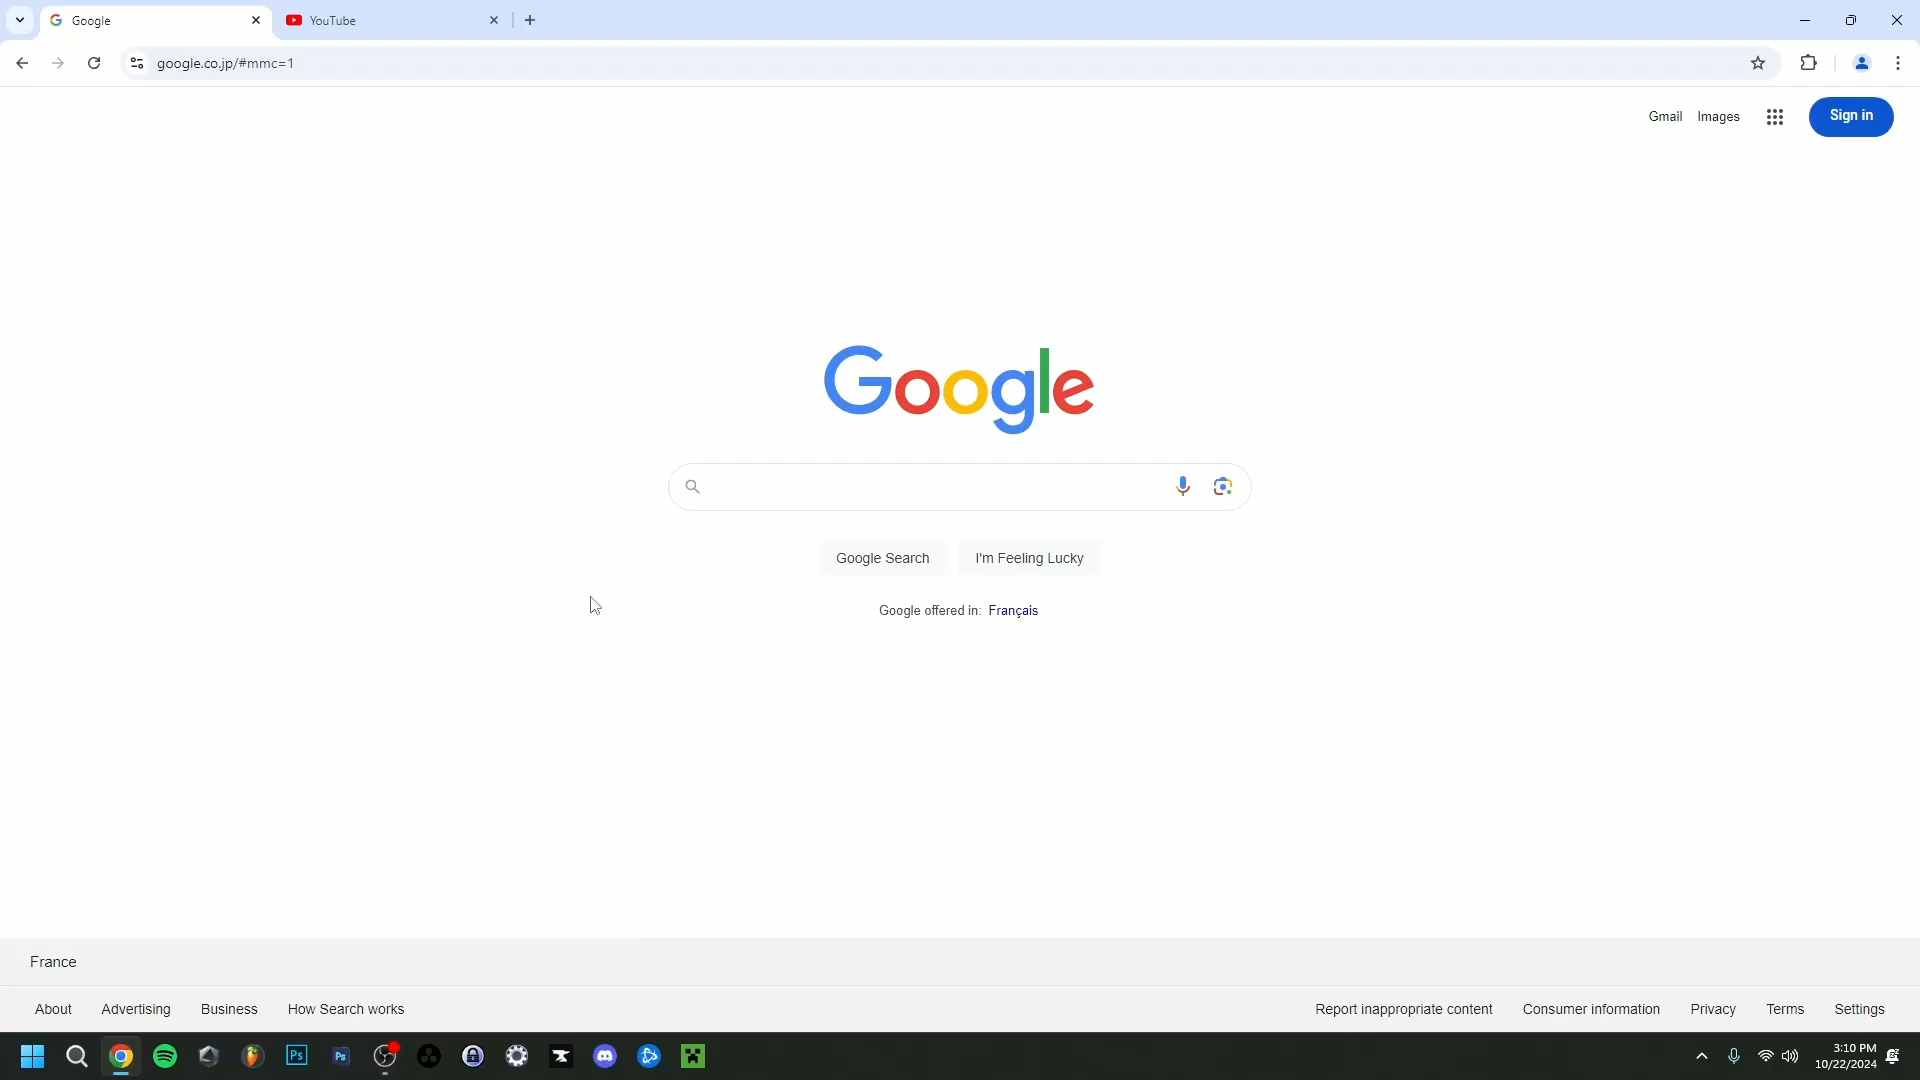 Google
YouTube
google.co.jp/#mmc=1
Gmail Images Sign in
Google
Google Search I'm Feeling Lucky
Google offered in: Français
France
About Advertising Business How Search works Report inappropriate content Consumer information Privacy Terms Settings
Ps
Ps
3:10 PM
10/22/2024